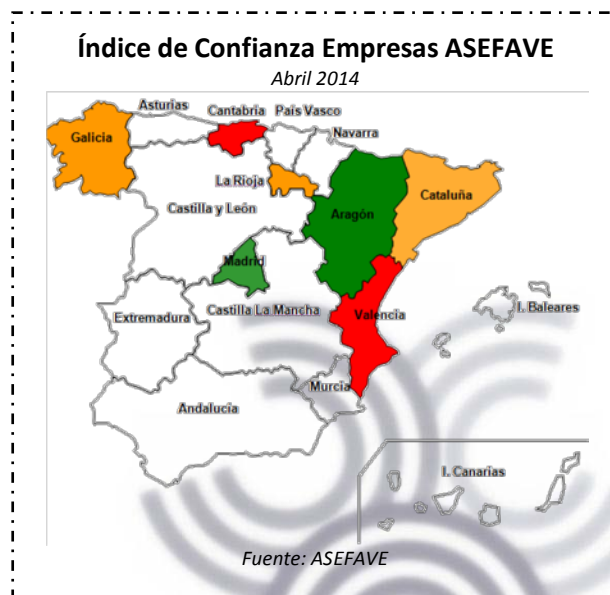 Índice de Confianza Empresas ASEFAVE
Abril 2014
Asturias Cantabria País Vasco
Galicia
Navarra
La Rioja
Cataluña
Castilla y León
Aragón
Madrid
I. Baleares
Extremadura Castilla La Mancha Valencia
Murcia
Andalucía
I. Canarias
Fuente: ASEFAVE